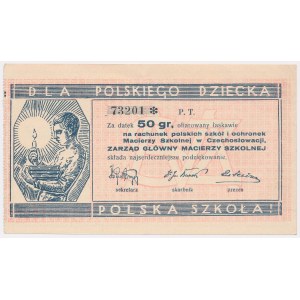 DLA POLSKIEGO DZIECKA
73201 * P. T.
Za datek 50 gr. ofiarowany łaskawie
na rachunek polskich szkół i ochronek
Macierzy Szkolnej w Czechosłowacji,
ZARZĄD GŁÓWNY MACIERZY SZKOLNEJ
składa najserdeczniejsze podziękowanie.
sekretarz skarbnik prezes
POLSKA SZKOŁA!